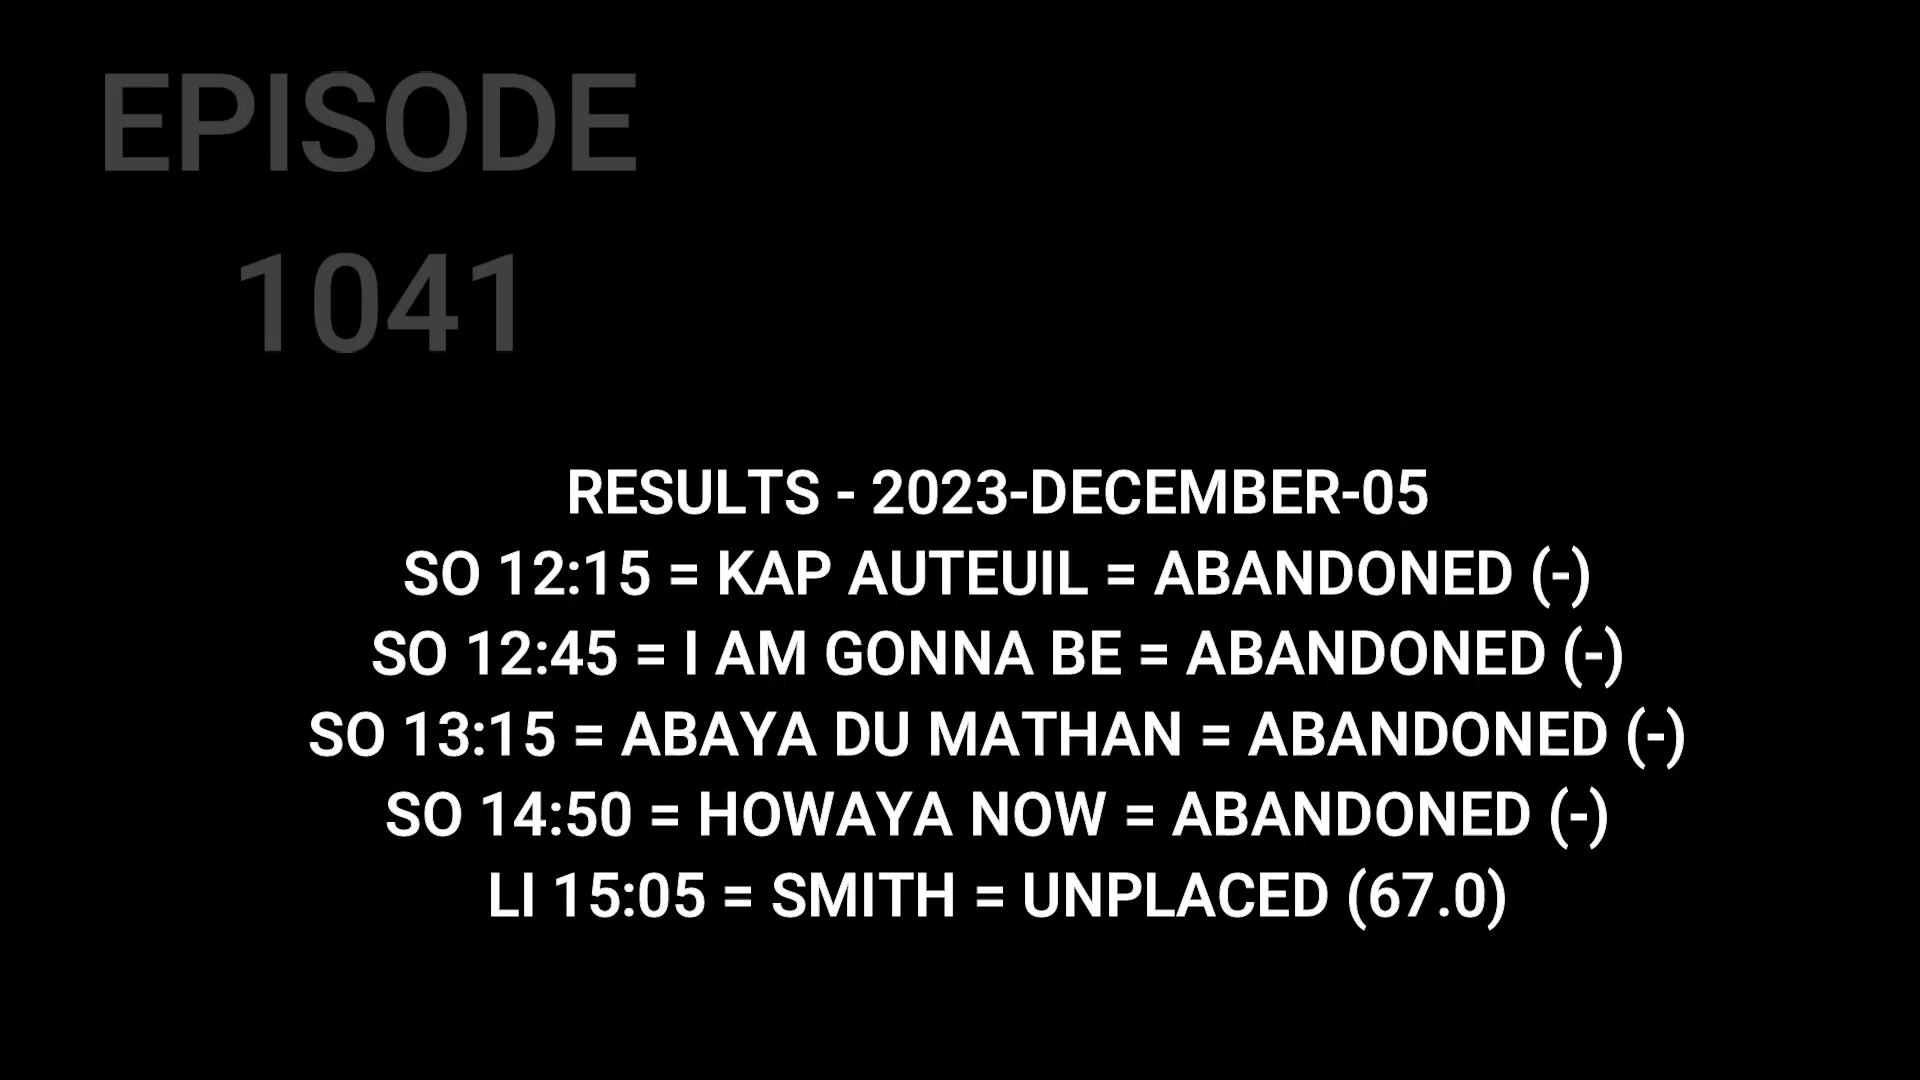 EPISODE
1041
RESULTS - 2023-DECEMBER-05
SO 12:15 = KAP AUTEUIL = ABANDONED (-)
SO 12:45 = I AM GONNA BE = ABANDONED (-)
SO 13:15 = ABAYA DU MATHAN = ABANDONED (-)
SO 14:50 = HOWAYA NOW = ABANDONED (-)
LI 15:05 = SMITH = UNPLACED (67.0)